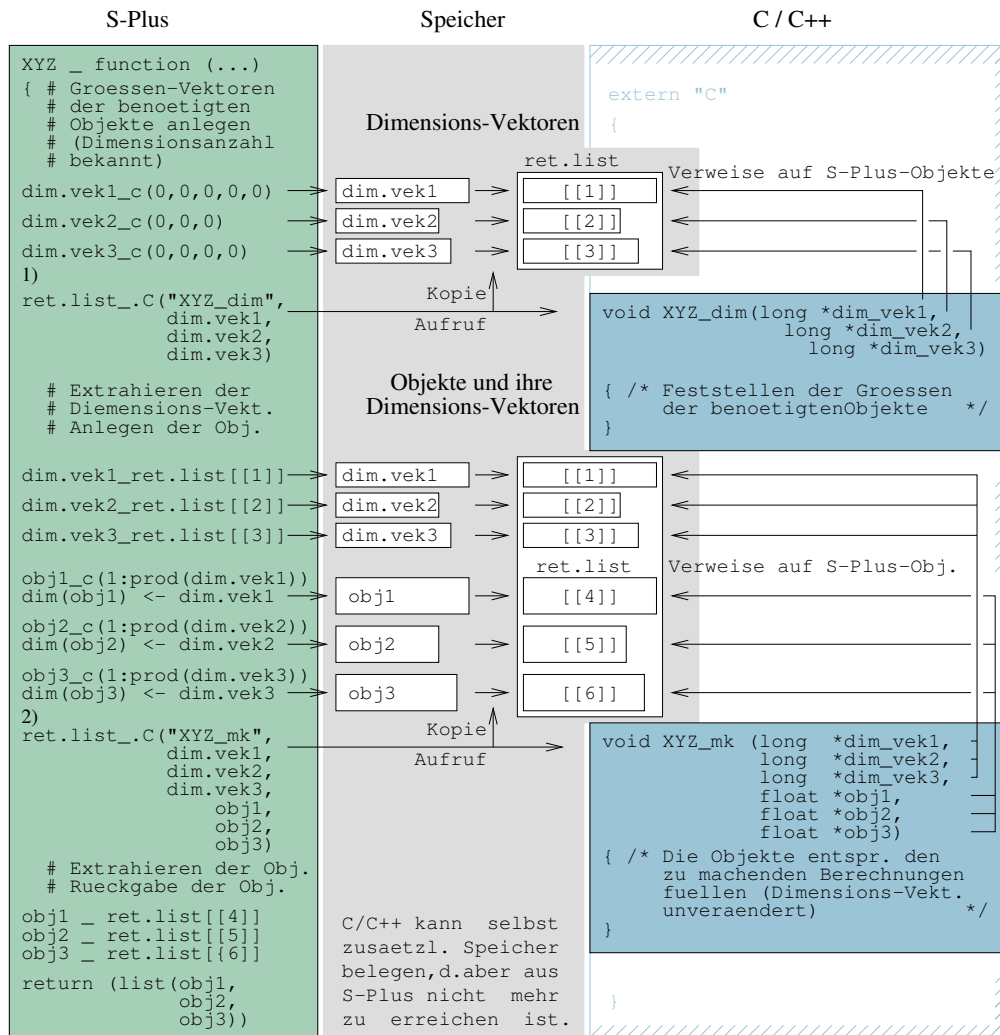 S-Plus
Speicher
C / C++
XYZ _ function (...)
{ # Groessen-Vektoren
# der benoetigten
# Objekte anlegen
# (Dimensionsanzahl
# bekannt)
dim.vek1_c(0,0,0,0,0)
dim.vek2_c(0,0,0)
dim.vek3_c(0,0,0,0)
1)
ret.list_.C("XYZ_dim",
dim.vek1,
dim.vek2,
dim.vek3)
# Extrahieren der
# Diemensions-Vekt.
# Anlegen der Obj.
dim.vek1_ret.list[[1]]
dim.vek2_ret.list[[2]]
dim.vek3_ret.list[[3]]
obj1_c(1:prod(dim.vek1))
dim(obj1) <- dim.vek1
obj2_c(1:prod(dim.vek2))
dim(obj2) <- dim.vek2
obj3_c(1:prod(dim.vek3))
dim(obj3) <- dim.vek3
2)
ret.list_.C("XYZ_mk",
dim.vek1,
dim.vek2,
dim.vek3,
obj1,
obj2,
obj3)
# Extrahieren der Obj.
# Rueckgabe der Obj.
obj1 _ ret.list[[4]]
obj2 _ ret.list[[5]]
obj3 _ ret.list[{6]]
return (list(obj1,
obj2,
obj3))
Dimensions-Vektoren
ret.list
dim.vek1
[[1]]
dim.vek2
[[2]]
dim.vek3
[[3]]
Kopie
Aufruf
Objekte und ihre
Dimensions-Vektoren
dim.vek1
[[1]]
dim.vek2
[[2]]
dim.vek3
[[3]]
ret.list
obj1
[[4]]
obj2
[[5]]
obj3
[[6]]
Kopie
Aufruf
C/C++ kann selbst
zusaetzl. Speicher
belegen,d.aber aus
S-Plus nicht mehr
zu erreichen ist.
extern "C"
{
Verweise auf S-Plus-Objekte
void XYZ_dim(long *dim_vek1,
long *dim_vek2,
long *dim_vek3)
{ /* Feststellen der Groessen
der benoetigtenObjekte */
}
Verweise auf S-Plus-Obj.
void XYZ_mk (long *dim_vek1,
long *dim_vek2,
long *dim_vek3,
float *obj1,
float *obj2,
float *obj3)
{ /* Die Objekte entspr. den
zu machenden Berechnungen
fuellen (Dimensions-Vekt.
unveraendert) */
}
}